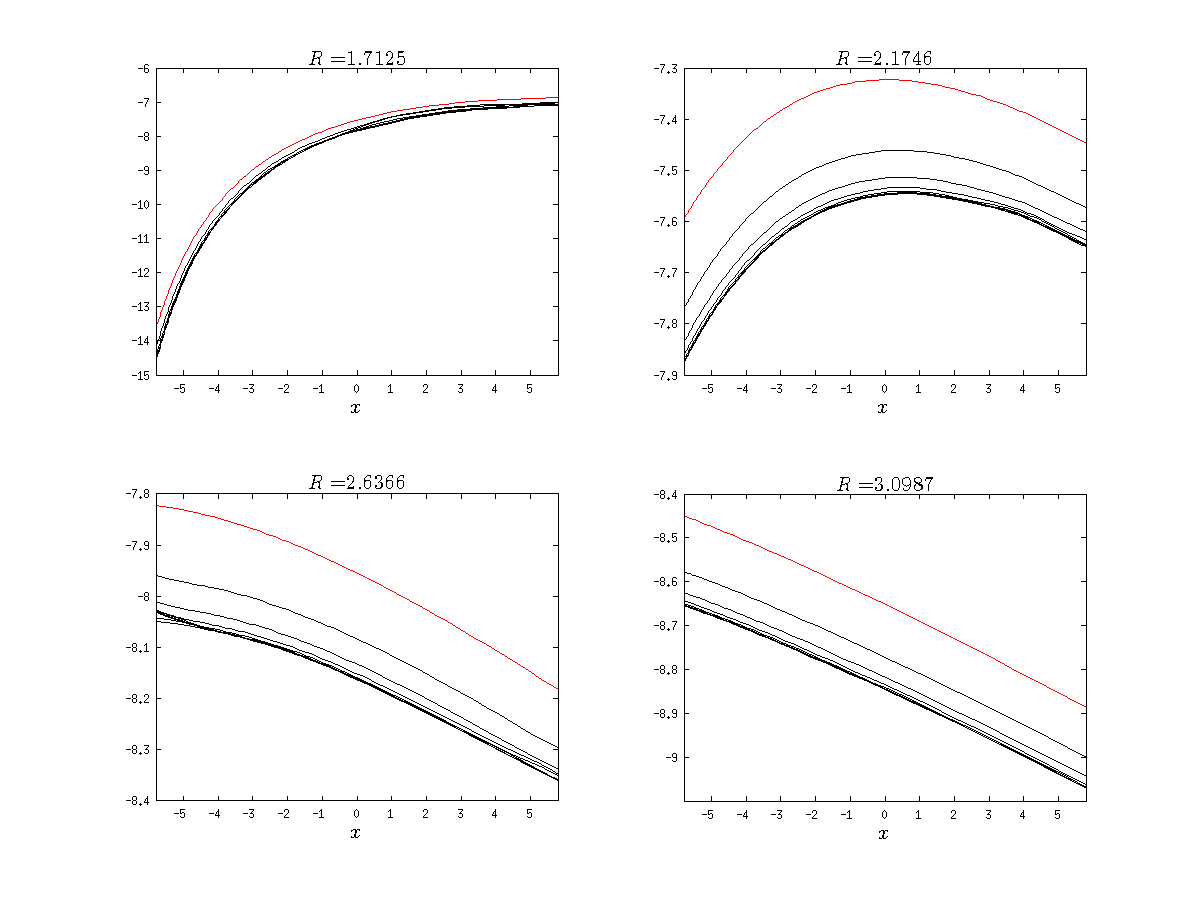 R =1.7125
-6
-7
-8
-9
-10
-11
-12
-13
-14
-15
-5 -4 -3 -2 -1 0 1 2 3 4 5
x
R =2.1746
-7.3
-7.4
-7.5
-7.6
-7.7
-7.8
-7.9
-5 -4 -3 -2 -1 0 1 2 3 4 5
x
R =2.6366
-7.8
-7.9
-8
-8.1
-8.2
-8.3
-8.4
-5 -4 -3 -2 -1 0 1 2 3 4 5
x
R =3.0987
-8.4
-8.5
-8.6
-8.7
-8.8
-8.9
-9
-5 -4 -3 -2 -1 0 1 2 3 4 5
x